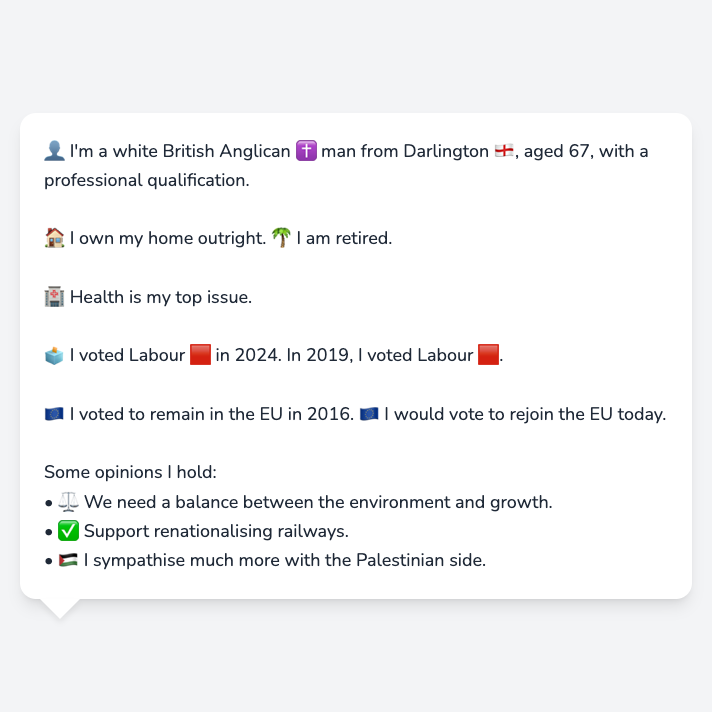 👤 I'm a white British Anglican ✝️ man from Darlington 🏴󠁧󠁢󠁥󠁮󠁧󠁿, aged 67, with a
professional qualification.
🏠 I own my home outright. 🌴 I am retired.
🏥 Health is my top issue.
🗳️ I voted Labour 🟥 in 2024. In 2019, I voted Labour 🟥.
🇪🇺 I voted to remain in the EU in 2016. 🇪🇺 I would vote to rejoin the EU today.
Some opinions I hold:
• ⚖️ We need a balance between the environment and growth.
• ✅ Support renationalising railways.
• 🇵🇸 I sympathise much more with the Palestinian side.